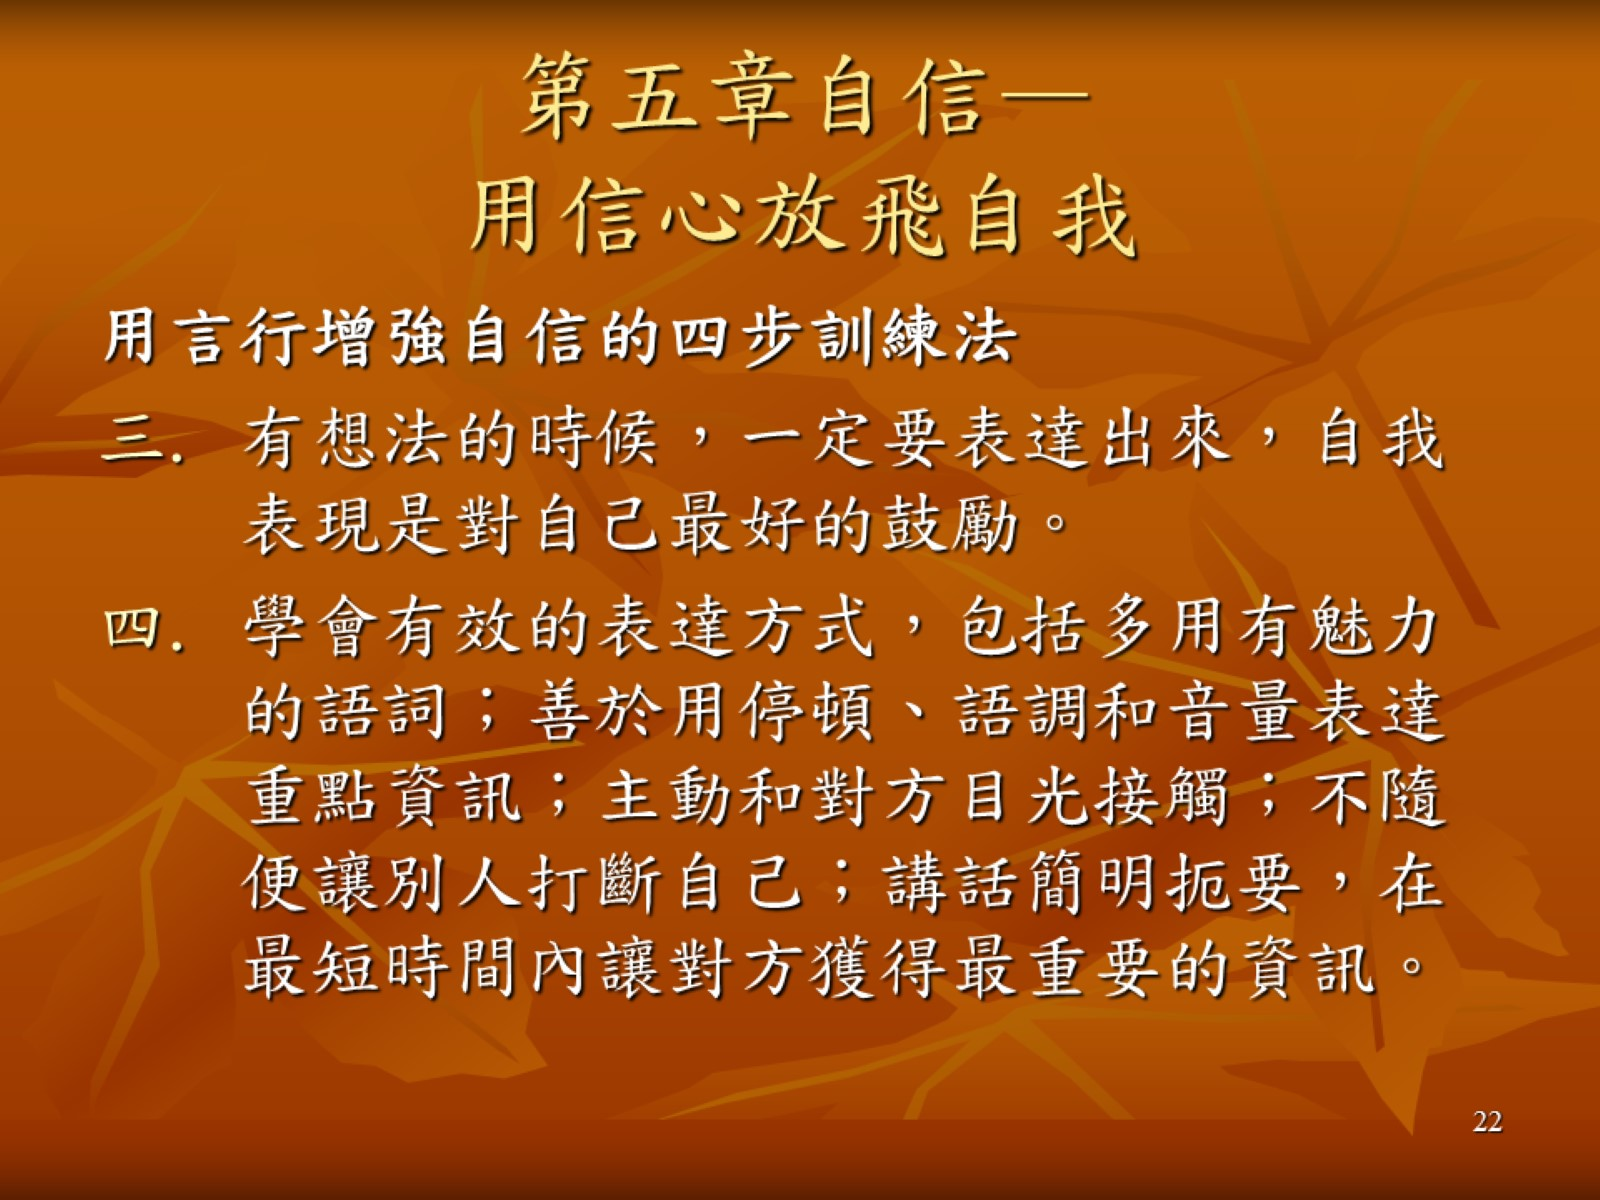 第五章自信—
用信心放飛自我
用言行增強自信的四步訓練法
三. 有想法的時候，一定要表達出來，自我
表現是對自己最好的鼓勵。
四. 學會有效的表達方式，包括多用有魅力
的語詞；善於用停頓、語調和音量表達
重點資訊；主動和對方目光接觸；不隨
便讓別人打斷自己；講話簡明扼要，在
最短時間內讓對方獲得最重要的資訊。
22